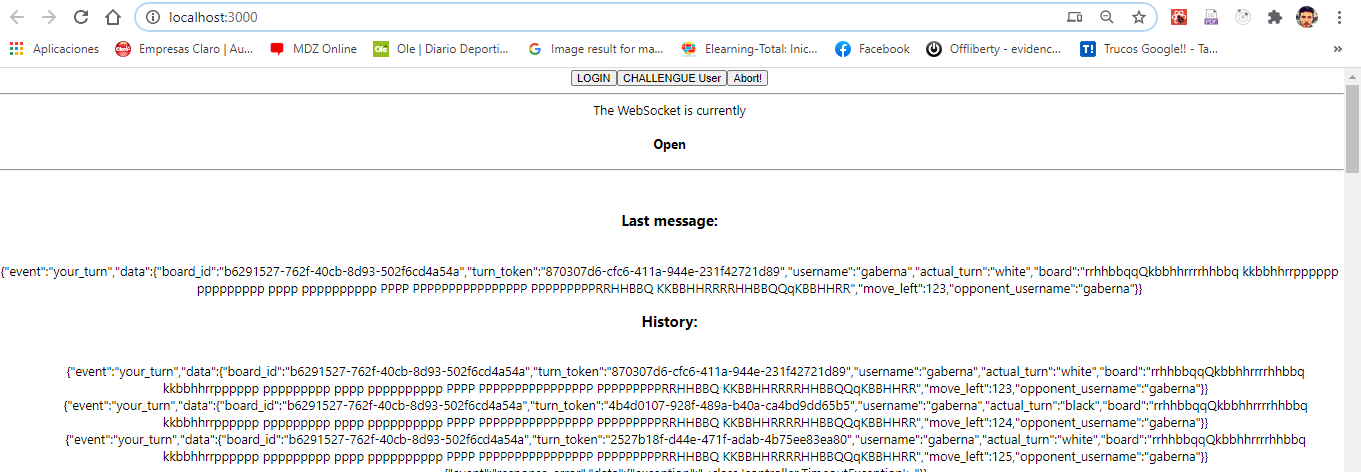 localhost:3000
Aplicaciones Empresas Claro | Au... MDZ Online Ole | Diario Deporti... Image result for ma... Elearning-Total: Inic... Facebook Offliberty - evidenc... Trucos Google!! - Ta... »
LOGIN CHALLENGUE User Abort!
The WebSocket is currently
Open
Last message:
{"event":"your_turn","data":{"board_id":"b6291527-762f-40cb-8d93-502f6cd4a54a","turn_token":"870307d6-cfc6-411a-944e-231f42721d89","username":"gaberna","actual_turn":"white","board":"rrhhbbqqQkbbhhrrrrhhbbq kkbbhhrrpppppp
pppppppppp pppp pppppppppp PPPP PPPPPPPPPPPPPPPP PPPPPPPPPRRHHBBQ KKBBHHRRRRHHBBQQqKBBHHRR","move_left":123,"opponent_username":"gaberna"}}
History:
{"event":"your_turn","data":{"board_id":"b6291527-762f-40cb-8d93-502f6cd4a54a","turn_token":"870307d6-cfc6-411a-944e-231f42721d89","username":"gaberna","actual_turn":"white","board":"rrhhbbqqQkbbhhrrrrhhbbq
kkbbhhrrpppppp pppppppppp pppp pppppppppp PPPP PPPPPPPPPPPPPPPP PPPPPPPPPRRHHBBQ KKBBHHRRRRHHBBQQqKBBHHRR","move_left":123,"opponent_username":"gaberna"}}
{"event":"your_turn","data":{"board_id":"b6291527-762f-40cb-8d93-502f6cd4a54a","turn_token":"4b4d0107-928f-489a-b40a-ca4bd9dd65b5","username":"gaberna","actual_turn":"black","board":"rrhhbbqqQkbbhhrrrrhhbbq
kkbbhhrrpppppp pppppppppp pppp pppppppppp PPPP PPPPPPPPPPPPPPPP PPPPPPPPPRRHHBBQ KKBBHHRRRRHHBBQQqKBBHHRR","move_left":124,"opponent_username":"gaberna"}}
{"event":"your_turn","data":{"board_id":"b6291527-762f-40cb-8d93-502f6cd4a54a","turn_token":"2527b18f-d44e-471f-adab-4b75ee83ea80","username":"gaberna","actual_turn":"white","board":"rrhhbbqqQkbbhhrrrrhhbbq
kkbbhhrrpppppp pppppppppp pppp pppppppppp PPPP PPPPPPPPPPPPPPPP PPPPPPPPPRRHHBBQ KKBBHHRRRRHHBBQQqKBBHHRR","move_left":125,"opponent_username":"gaberna"}}